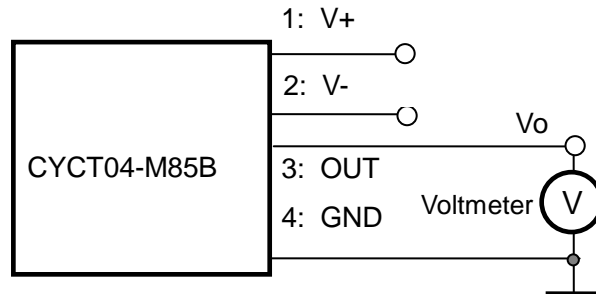 1: V+
2: V-
Vo
CYCT04-M85B
3: OUT
4: GND
Voltmeter
V